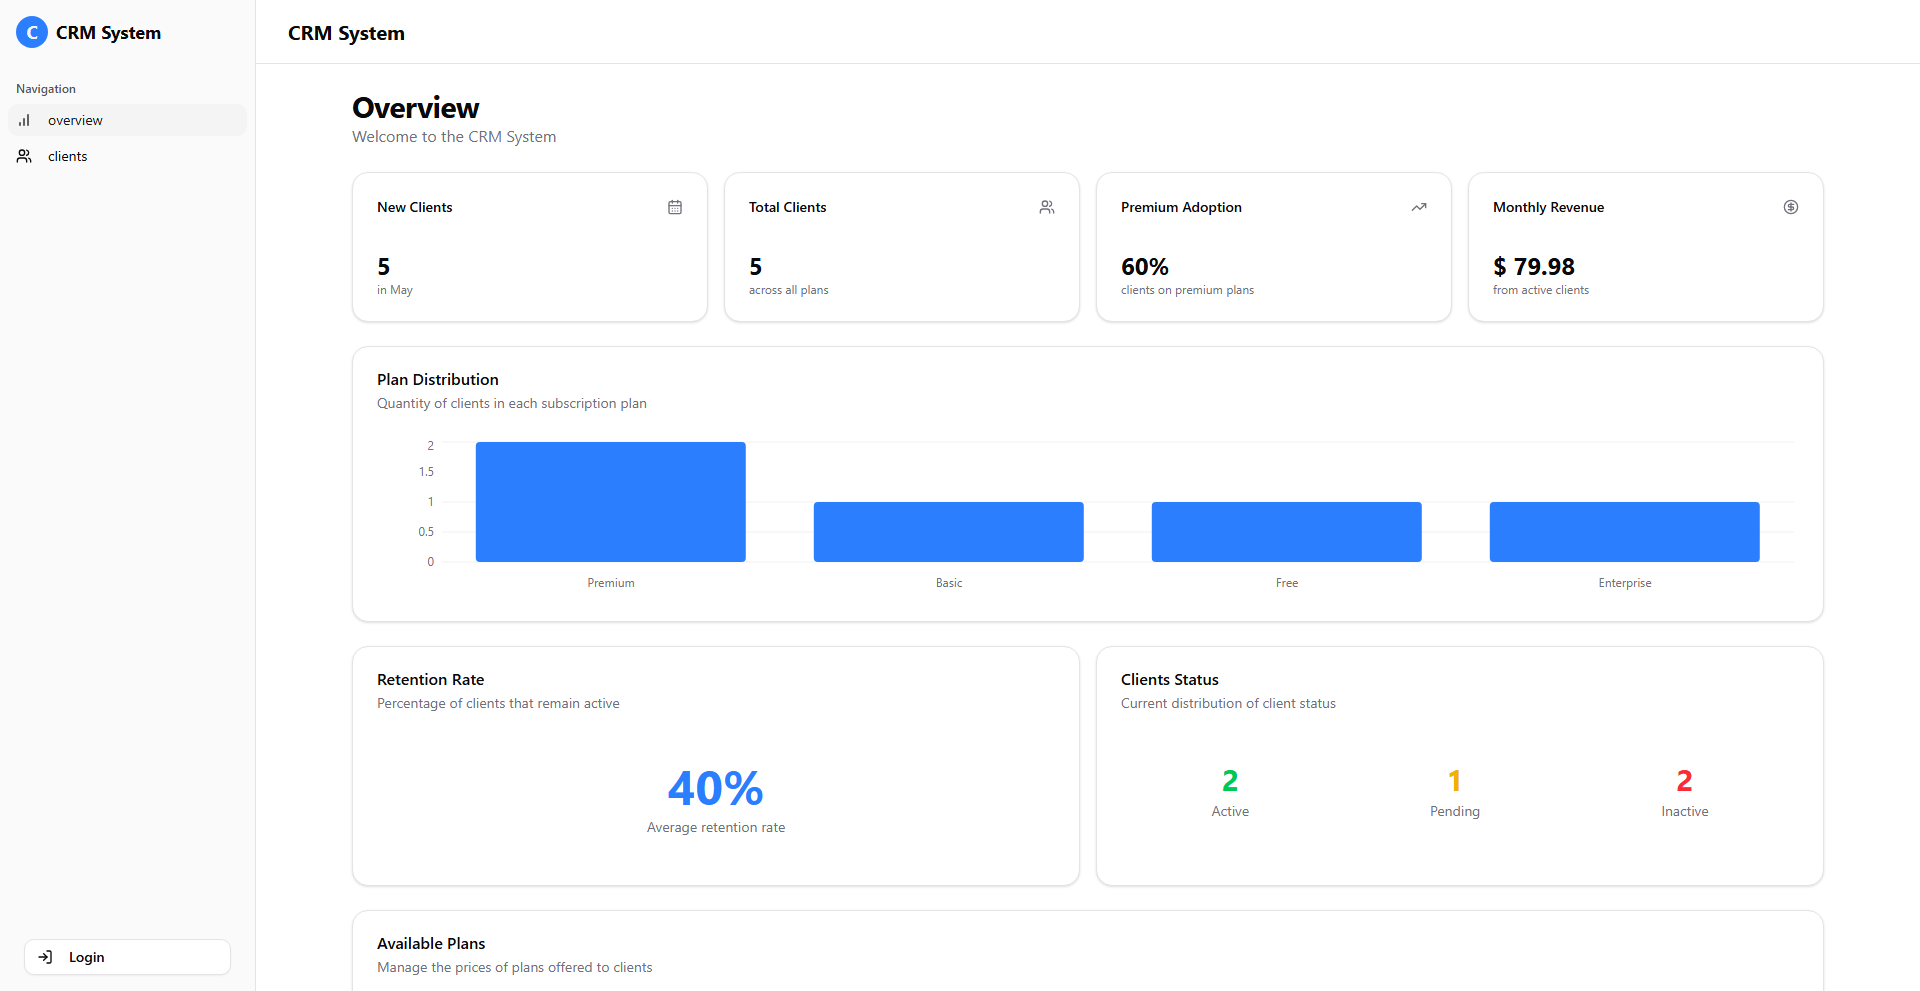 C CRM System
Navigation
overview
clients
Login
CRM System
Overview
Welcome to the CRM System
New Clients
5
in May
Total Clients
5
across all plans
Premium Adoption
60%
clients on premium plans
Monthly Revenue
$ 79.98
from active clients
Plan Distribution
Quantity of clients in each subscription plan
2
1.5
1
0.5
0
Premium Basic Free Enterprise
Retention Rate
Percentage of clients that remain active
40%
Average retention rate
Clients Status
Current distribution of client status
2 1 2
Active Pending Inactive
Available Plans
Manage the prices of plans offered to clients